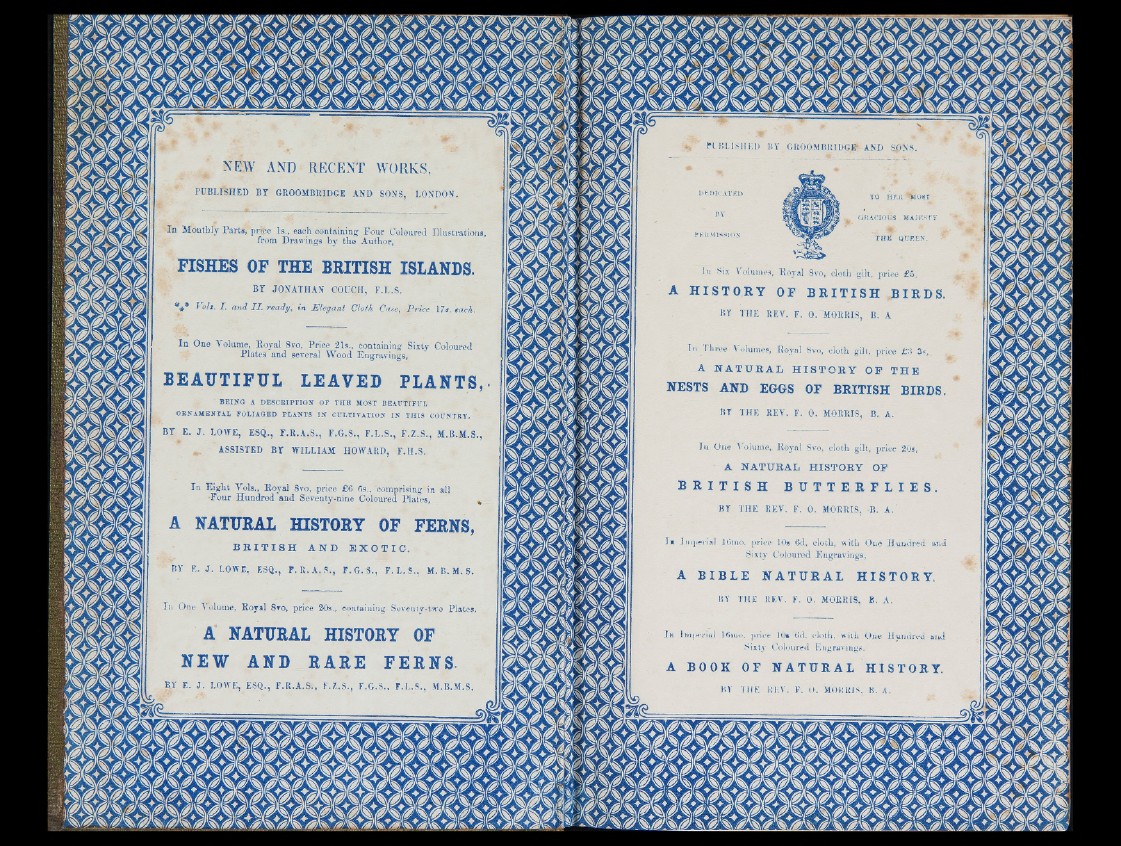 NEW AND RECENT WORKS,
PUBLISHED BY GROOMBRIDGE AND SONS, LONDON.
In Monthly Parts, price 1s., each containing Four Coloured Illustrations,
from Drawings by the Author,
FISHES OF THE BRITISH ISLANDS.
BY JONATHAN COUCH, F.L.S.
*** Vols. I. and II. ready, in Elegant Cloth Case, Price 17s. each.
In One Volume, Royal 8vo, Price 21s., containing Sixty Coloured
Plates and several Wood Engravings,
BEAUTIFUL LEAVED PLANTS,
BEING A DESCRIPTION OF THE MOST BEAUTIFUL
ORNAMENTAL FOLIAGED PLANTS IN CULTIVATION IN THIS COUNTRY.
BY E. J. LOWE, ESQ., F.R.A.S., F.G.S., F.L.S., F.Z.S., M.B.M.S.,
ASSISTED BY WILLIAM HOWARD, F.H.S.
In Eight Vols., Royal 8vo, price £6 6s., comprising in all
Four Hundred and Seventy-nine Coloured Plates,
A NATURAL HISTORY OF FERNS,
BRITISH AND EXOTIC.
BY E. J. LOWE, ESQ., F.R.A.S., F.G.S., F.L.S., M.B.M.S.
In One Volume, Royal 8vo, price 20s., containing Seventy-two Plates,
A NATURAL HISTORY OF
NEW AND RARE FERNS.
BY E. J. LOWE, ESQ., F.R.A.S., F.Z.S., F.G.S., F.L.S., M.B.M.S.
PUBLISHED BY GROOMBRIDGE AND SONS.
DEDICATED
BY
PERMISSION
TO HER MOST
GRACIOUS MAJESTY
THE QUEEN.
In Six Volumes, Royal 8vo, cloth gilt, price £5,
A HISTORY OF BRITISH BIRDS.
BY THE REV. F. O. MORRIS, B. A
In Three Volumes, Royal 8vo, cloth gilt, price £3 3s,
A NATURAL HISTORY OF THE
NESTS AND EGGS OF BRITISH BIRDS.
BY THE REV. F. O. MORRIS, B. A.
In One Volume, Royal 8vo, cloth gilt, price 20s,
A NATURAL HISTORY OF
BRITISH BUTTERFLIES.
BY THE REV. F. O. MORRIS, B. A.
In Imperial 16mo, price 10s 6d, cloth, with One Hundred and
Sixty Coloured Engravings,
A BIBLE NATURAL HISTORY.
BY THE REV. F. O. MORRIS, B. A.
In Imperial 16mo, price 10s 6d, cloth, with One Hundred and
Sixty Coloured Engravings,
A BOOK OF NATURAL HISTORY.
BY THE REV. F. O. MORRIS, B. A.